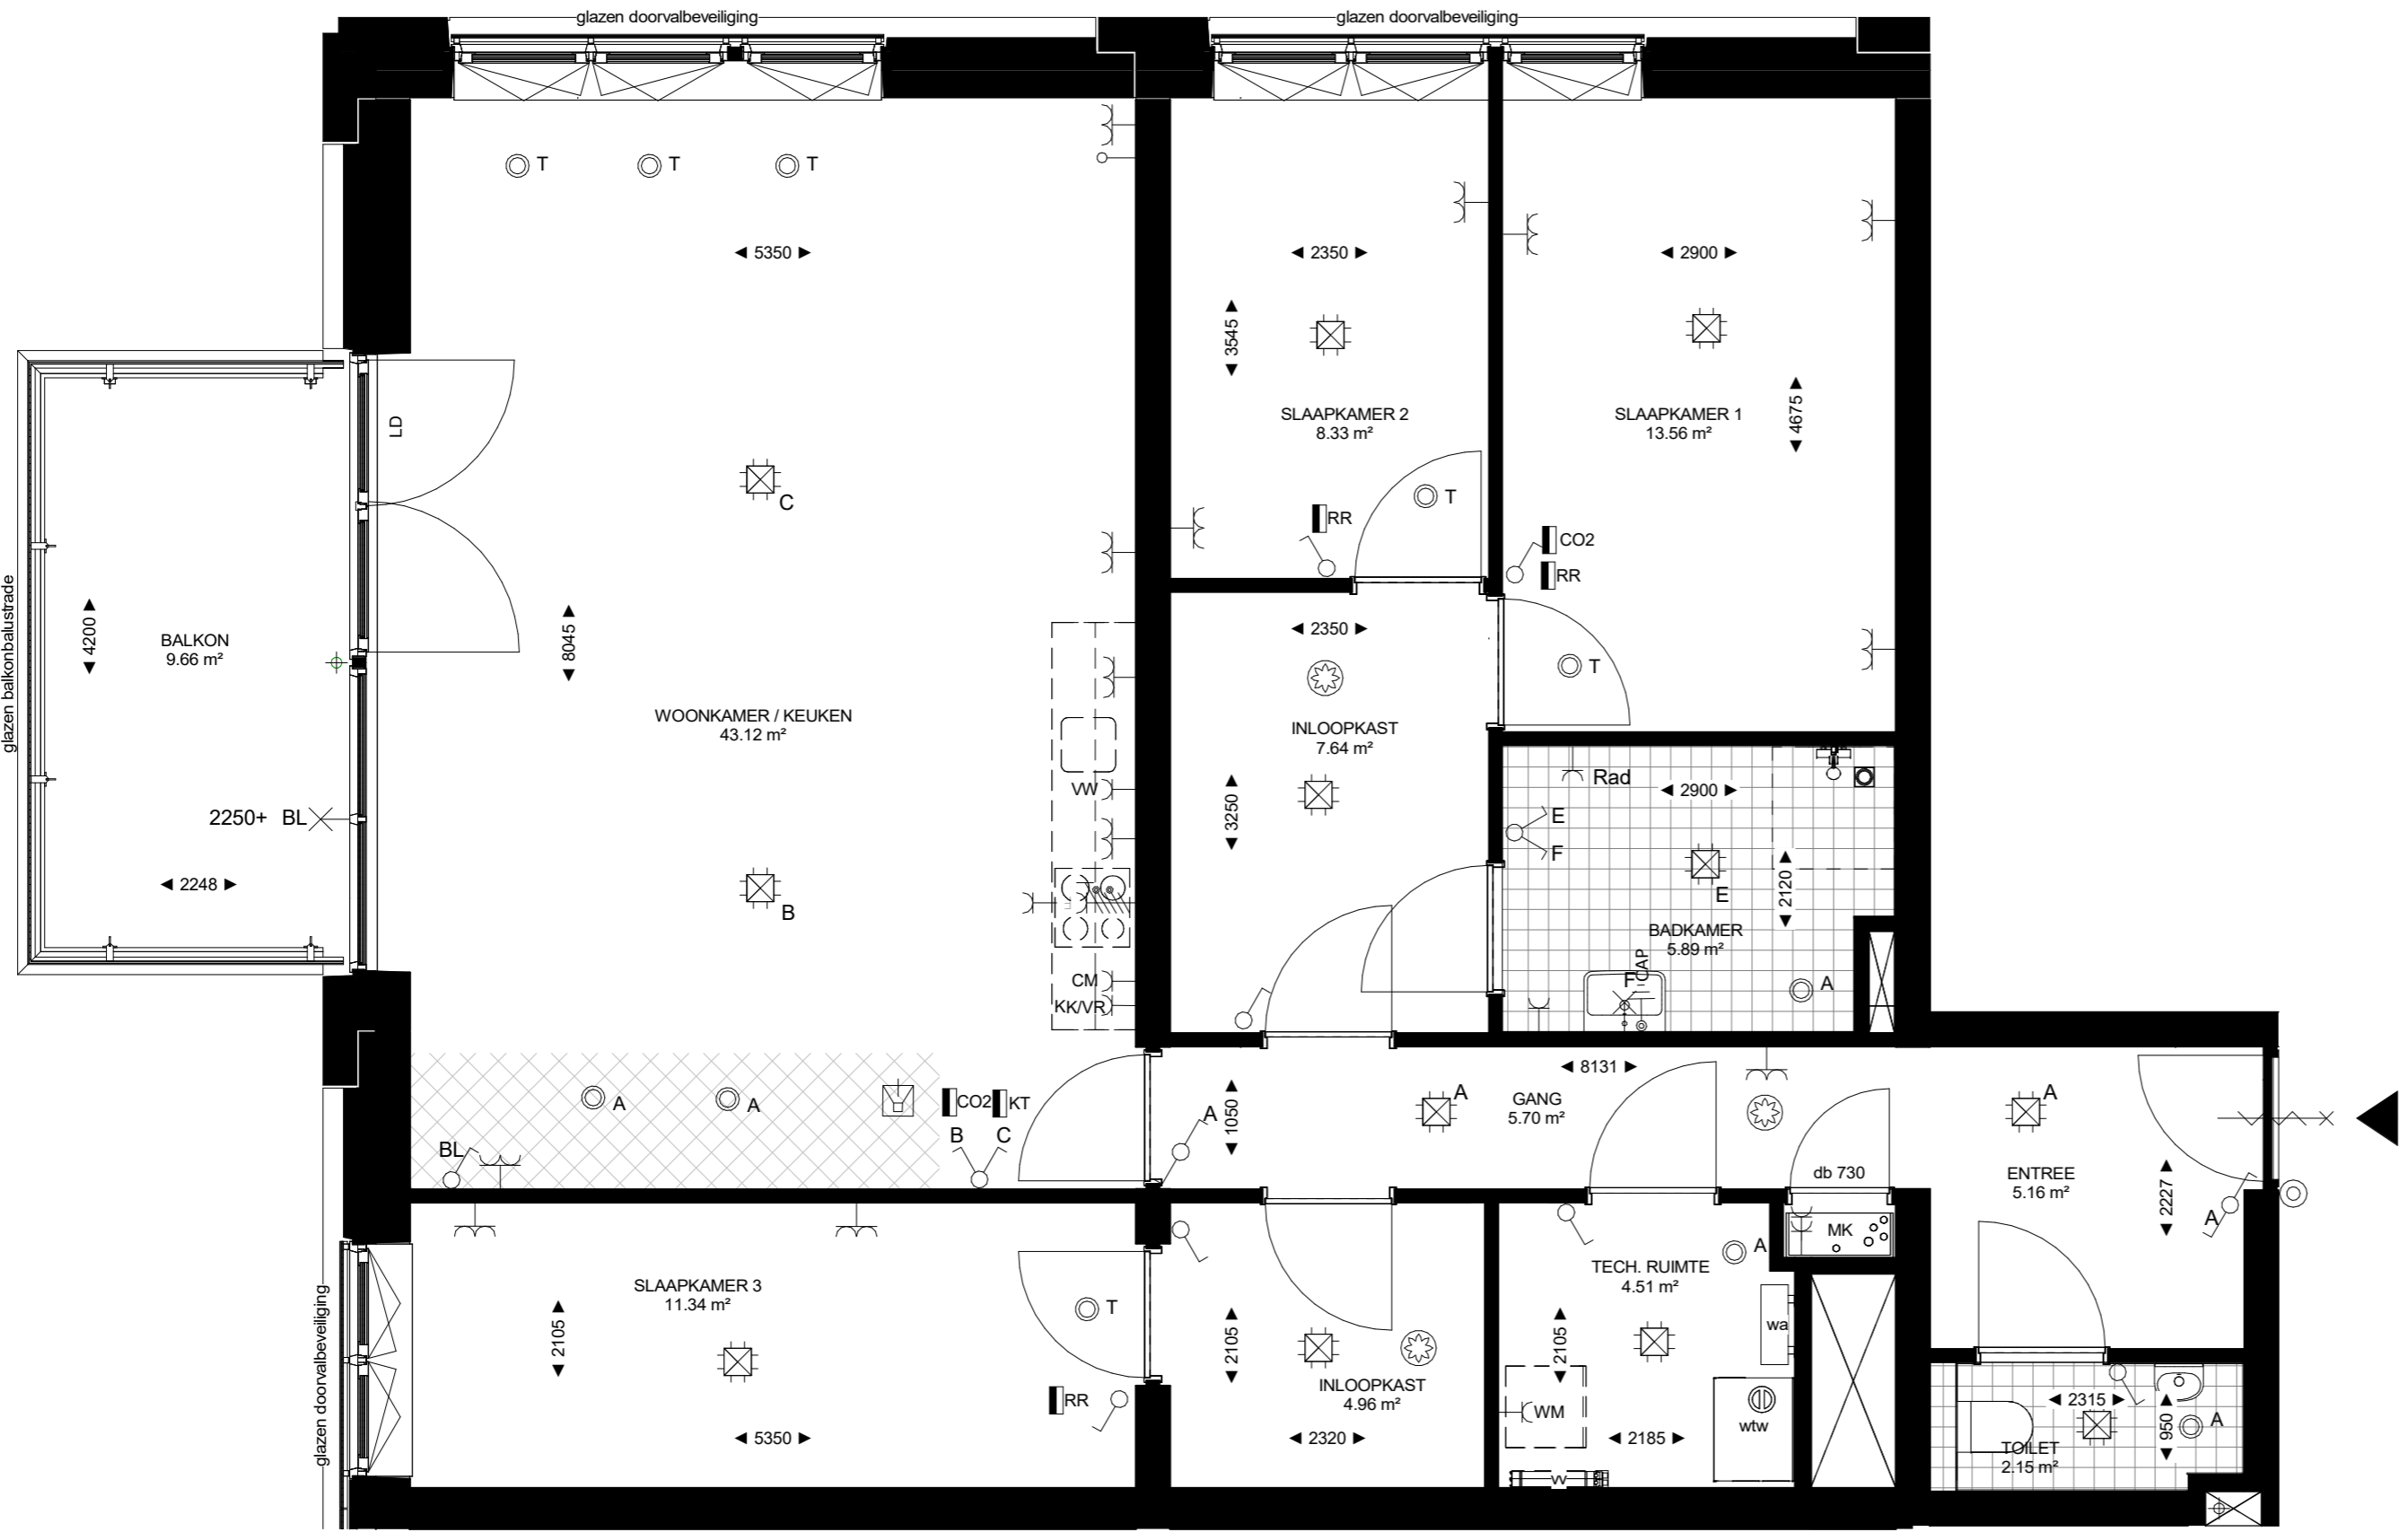 glazen doorvalbeveiliging
glazen doorvalbeveiliging
T
T
T
◄ 5350 ►
◄ 2350 ►
◄ 2900 ►
◄ 3545 ►
◄ 4675 ►
SLAAPKAMER 2
8.33 m²
SLAAPKAMER 1
13.56 m²
LD
C
T
RR
CO2
RR
glazen balkonbalustrade
◄ 4200 ►
BALKON
9.66 m²
◄ 8045 ►
◄ 2350 ►
T
WOONKAMER / KEUKEN
43.12 m²
INLOOPKAST
7.64 m²
◄ 3250 ►
Rad
◄ 2900 ►
VW
2250+ BL
E
F
◄ 2248 ►
B
E
◄ 2120 ►
BADKAMER
5.89 m²
CAP
F
A
CM
KK/VR
◄ 8131 ►
A
A
CO2
KT
A
◄ 1050 ►
A
GANG
5.70 m²
A
BL
B
C
db 730
ENTREE
5.16 m²
◄ 2227 ►
A
MK
A
TECH. RUIMTE
4.51 m²
SLAAPKAMER 3
11.34 m²
glazen doorvalbeveiliging
◄ 2105 ►
T
◄ 2105 ►
◄ 2105 ►
wa
INLOOPKAST
4.96 m²
RR
WM
wtw
◄ 2315 ►
◄ 950 ►
A
◄ 5350 ►
◄ 2320 ►
◄ 2185 ►
TOILET
2.15 m²